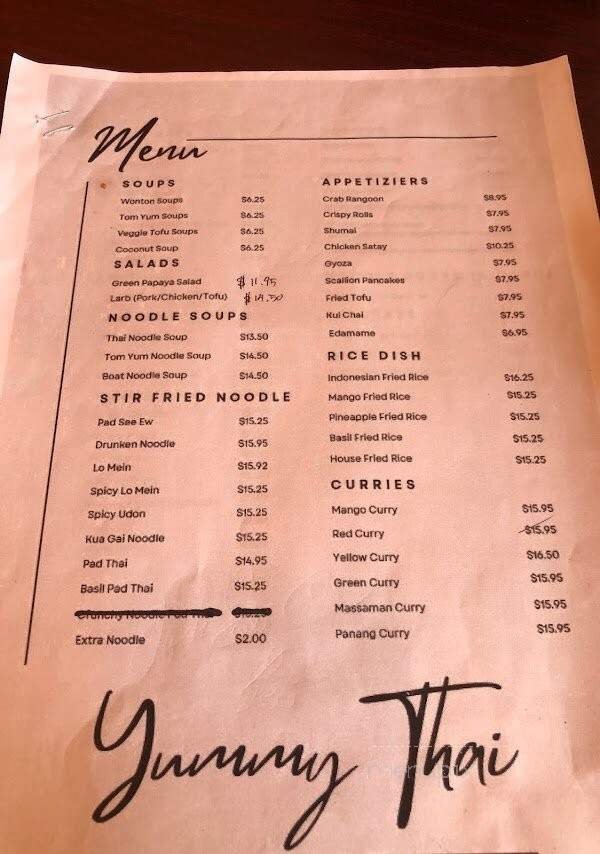 Menu
SOUPS
Wonton Soups $6.25
Tom Yum Soups $6.25
Veggie Tofu Soups $6.25
Coconut Soup $6.25
SALADS
Green Papaya Salad $ 11.95
Larb (Pork/Chicken/Tofu) $ 14.50
NOODLE SOUPS
Thai Noodle Soup $13.50
Tom Yum Noodle Soup $14.50
Boat Noodle Soup $14.50
STIR FRIED NOODLE
Pad See Ew $15.25
Drunken Noodle $15.95
Lo Mein $15.92
Spicy Lo Mein $15.25
Spicy Udon $15.25
Kua Gai Noodle $15.25
Pad Thai $14.95
Basil Pad Thai $15.25
Crunchy Noodle Pad Thai
Extra Noodle $2.00
APPETIZIERS
Crab Rangoon $8.95
Crispy Rolls $7.95
Shumai $7.95
Chicken Satay $10.25
Gyoza $7.95
Scallion Pancakes $7.95
Fried Tofu $7.95
Kui Chai $7.95
Edamame $6.95
RICE DISH
Indonesian Fried Rice $16.25
Mango Fried Rice $15.25
Pineapple Fried Rice $15.25
Basil Fried Rice $15.25
House Fried Rice $15.25
CURRIES
Mango Curry $15.95
Red Curry $15.95
Yellow Curry $16.50
Green Curry $15.95
Massaman Curry $15.95
Panang Curry $15.95
Yummy Thai